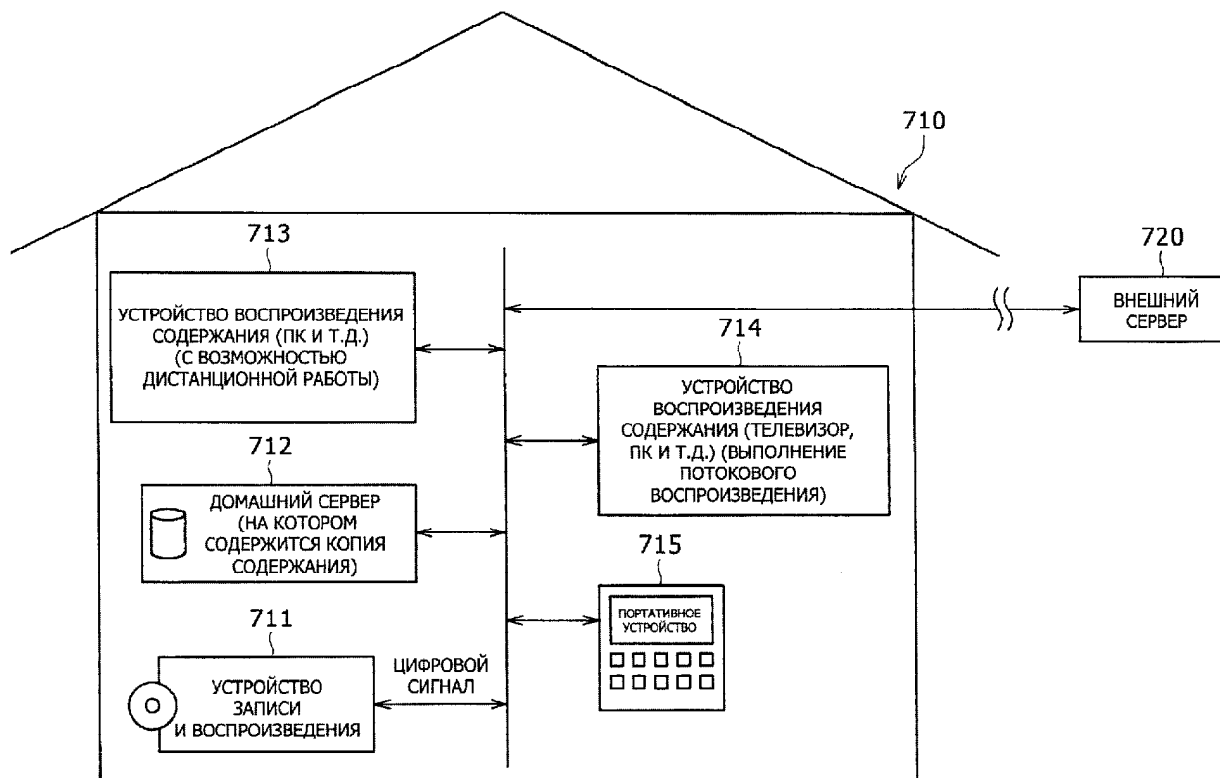 710
713
УСТРОЙСТВО ВОСПРОИЗВЕДЕНИЯ
СОДЕРЖАНИЯ (ПК И Т.Д.)
(С ВОЗМОЖНОСТЬЮ
ДИСТАНЦИОННОЙ РАБОТЫ)
720
ВНЕШНИЙ
СЕРВЕР
714
УСТРОЙСТВО
ВОСПРОИЗВЕДЕНИЯ
СОДЕРЖАНИЯ (ТЕЛЕВИЗОР,
ПК И Т.Д.) (ВЫПОЛНЕНИЕ
ПОТОКОВОГО
ВОСПРОИЗВЕДЕНИЯ)
712
ДОМАШНИЙ СЕРВЕР
(НА КОТОРОМ
СОДЕРЖИТСЯ КОПИЯ
СОДЕРЖАНИЯ)
715
ПОРТАТИВНОЕ
УСТРОЙСТВО
711
УСТРОЙСТВО
ЗАПИСИ
И ВОСПРОИЗВЕДЕНИЯ
ЦИФРОВОЙ
СИГНАЛ